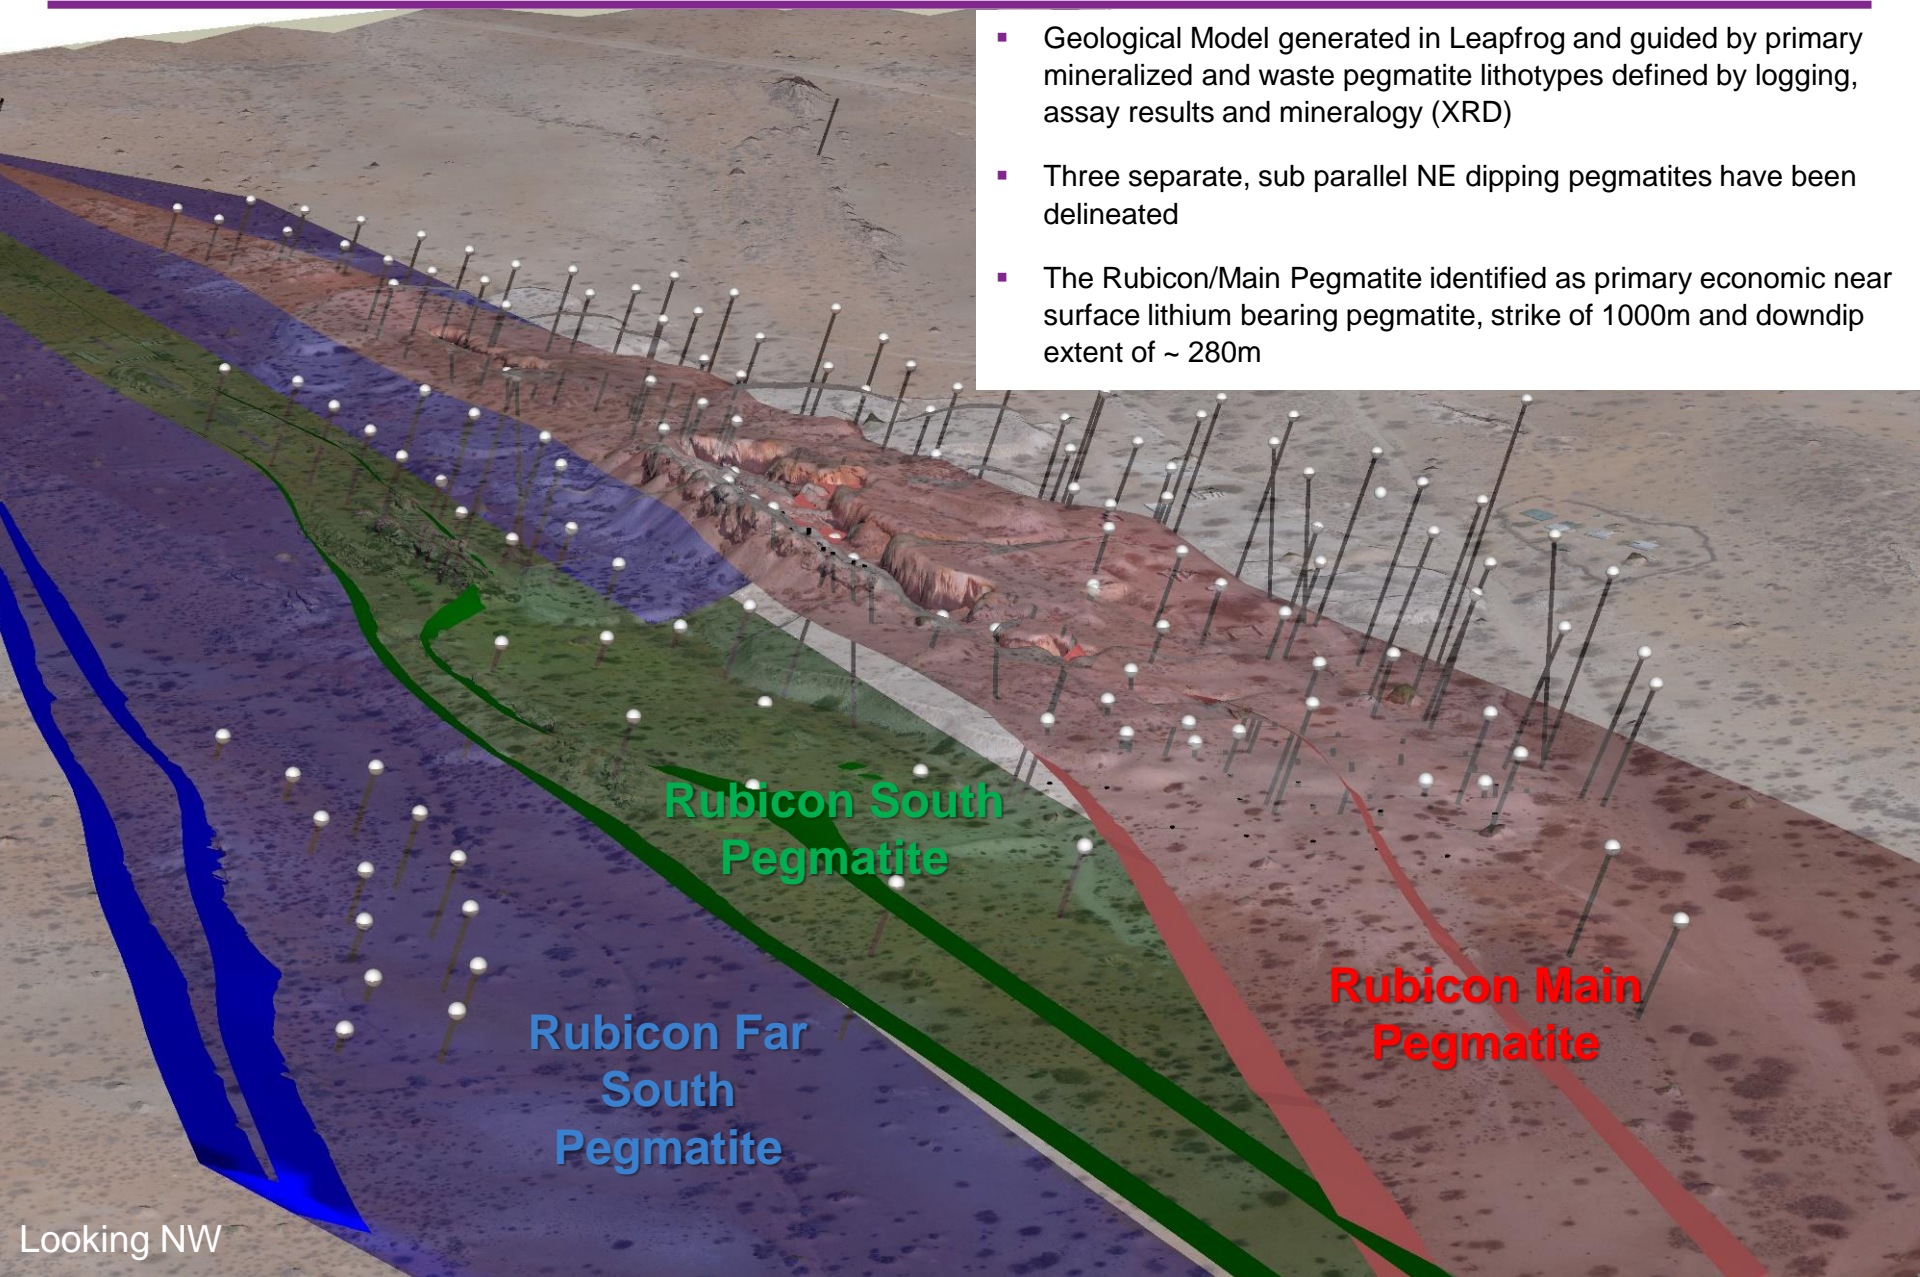 Geological Model generated in Leapfrog and guided by primary
mineralized and waste pegmatite lithotypes defined by logging,
assay results and mineralogy (XRD)
Three separate, sub parallel NE dipping pegmatites have been
delineated
The Rubicon/Main Pegmatite identified as primary economic near
surface lithium bearing pegmatite, strike of 1000m and downdip
extent of ~ 280m
Rubicon South
Pegmatite
Rubicon Main
Pegmatite
Rubicon Far
South
Pegmatite
Looking NW